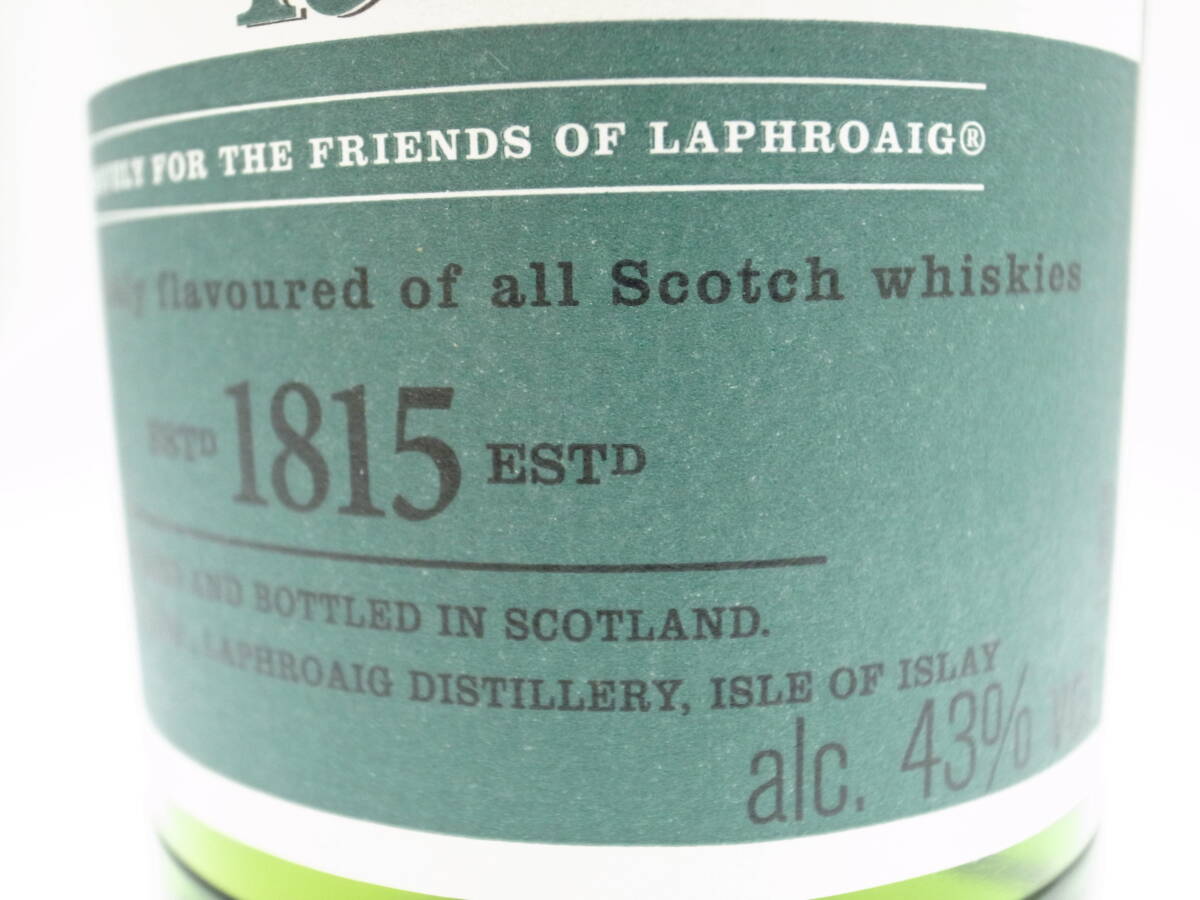 FOR THE FRIENDS OF LAPHROAIG®
flavoured of all Scotch whiskies
ESTD 1815 ESTD
AND BOTTLED IN SCOTLAND.
LAPHROAIG DISTILLERY, ISLE OF ISLAY
alc. 43%